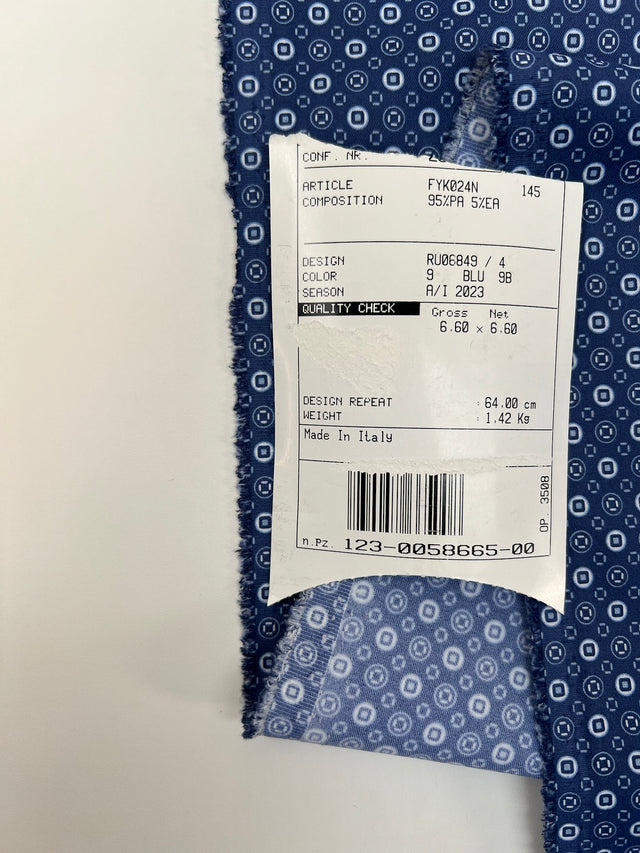 CONF. NR.
ARTICLE FYK024N 145
COMPOSITION 95%PA 5%EA
DESIGN RU06849 / 4
COLOR 9 BLU 9B
SEASON A/I 2023
QUALITY CHECK Gross Net
6.60 x 6.60
DESIGN REPEAT : 64.00 cm
WEIGHT : 1.42 Kg
Made In Italy
OP. 3508
n.Pz. 123-0058665-00